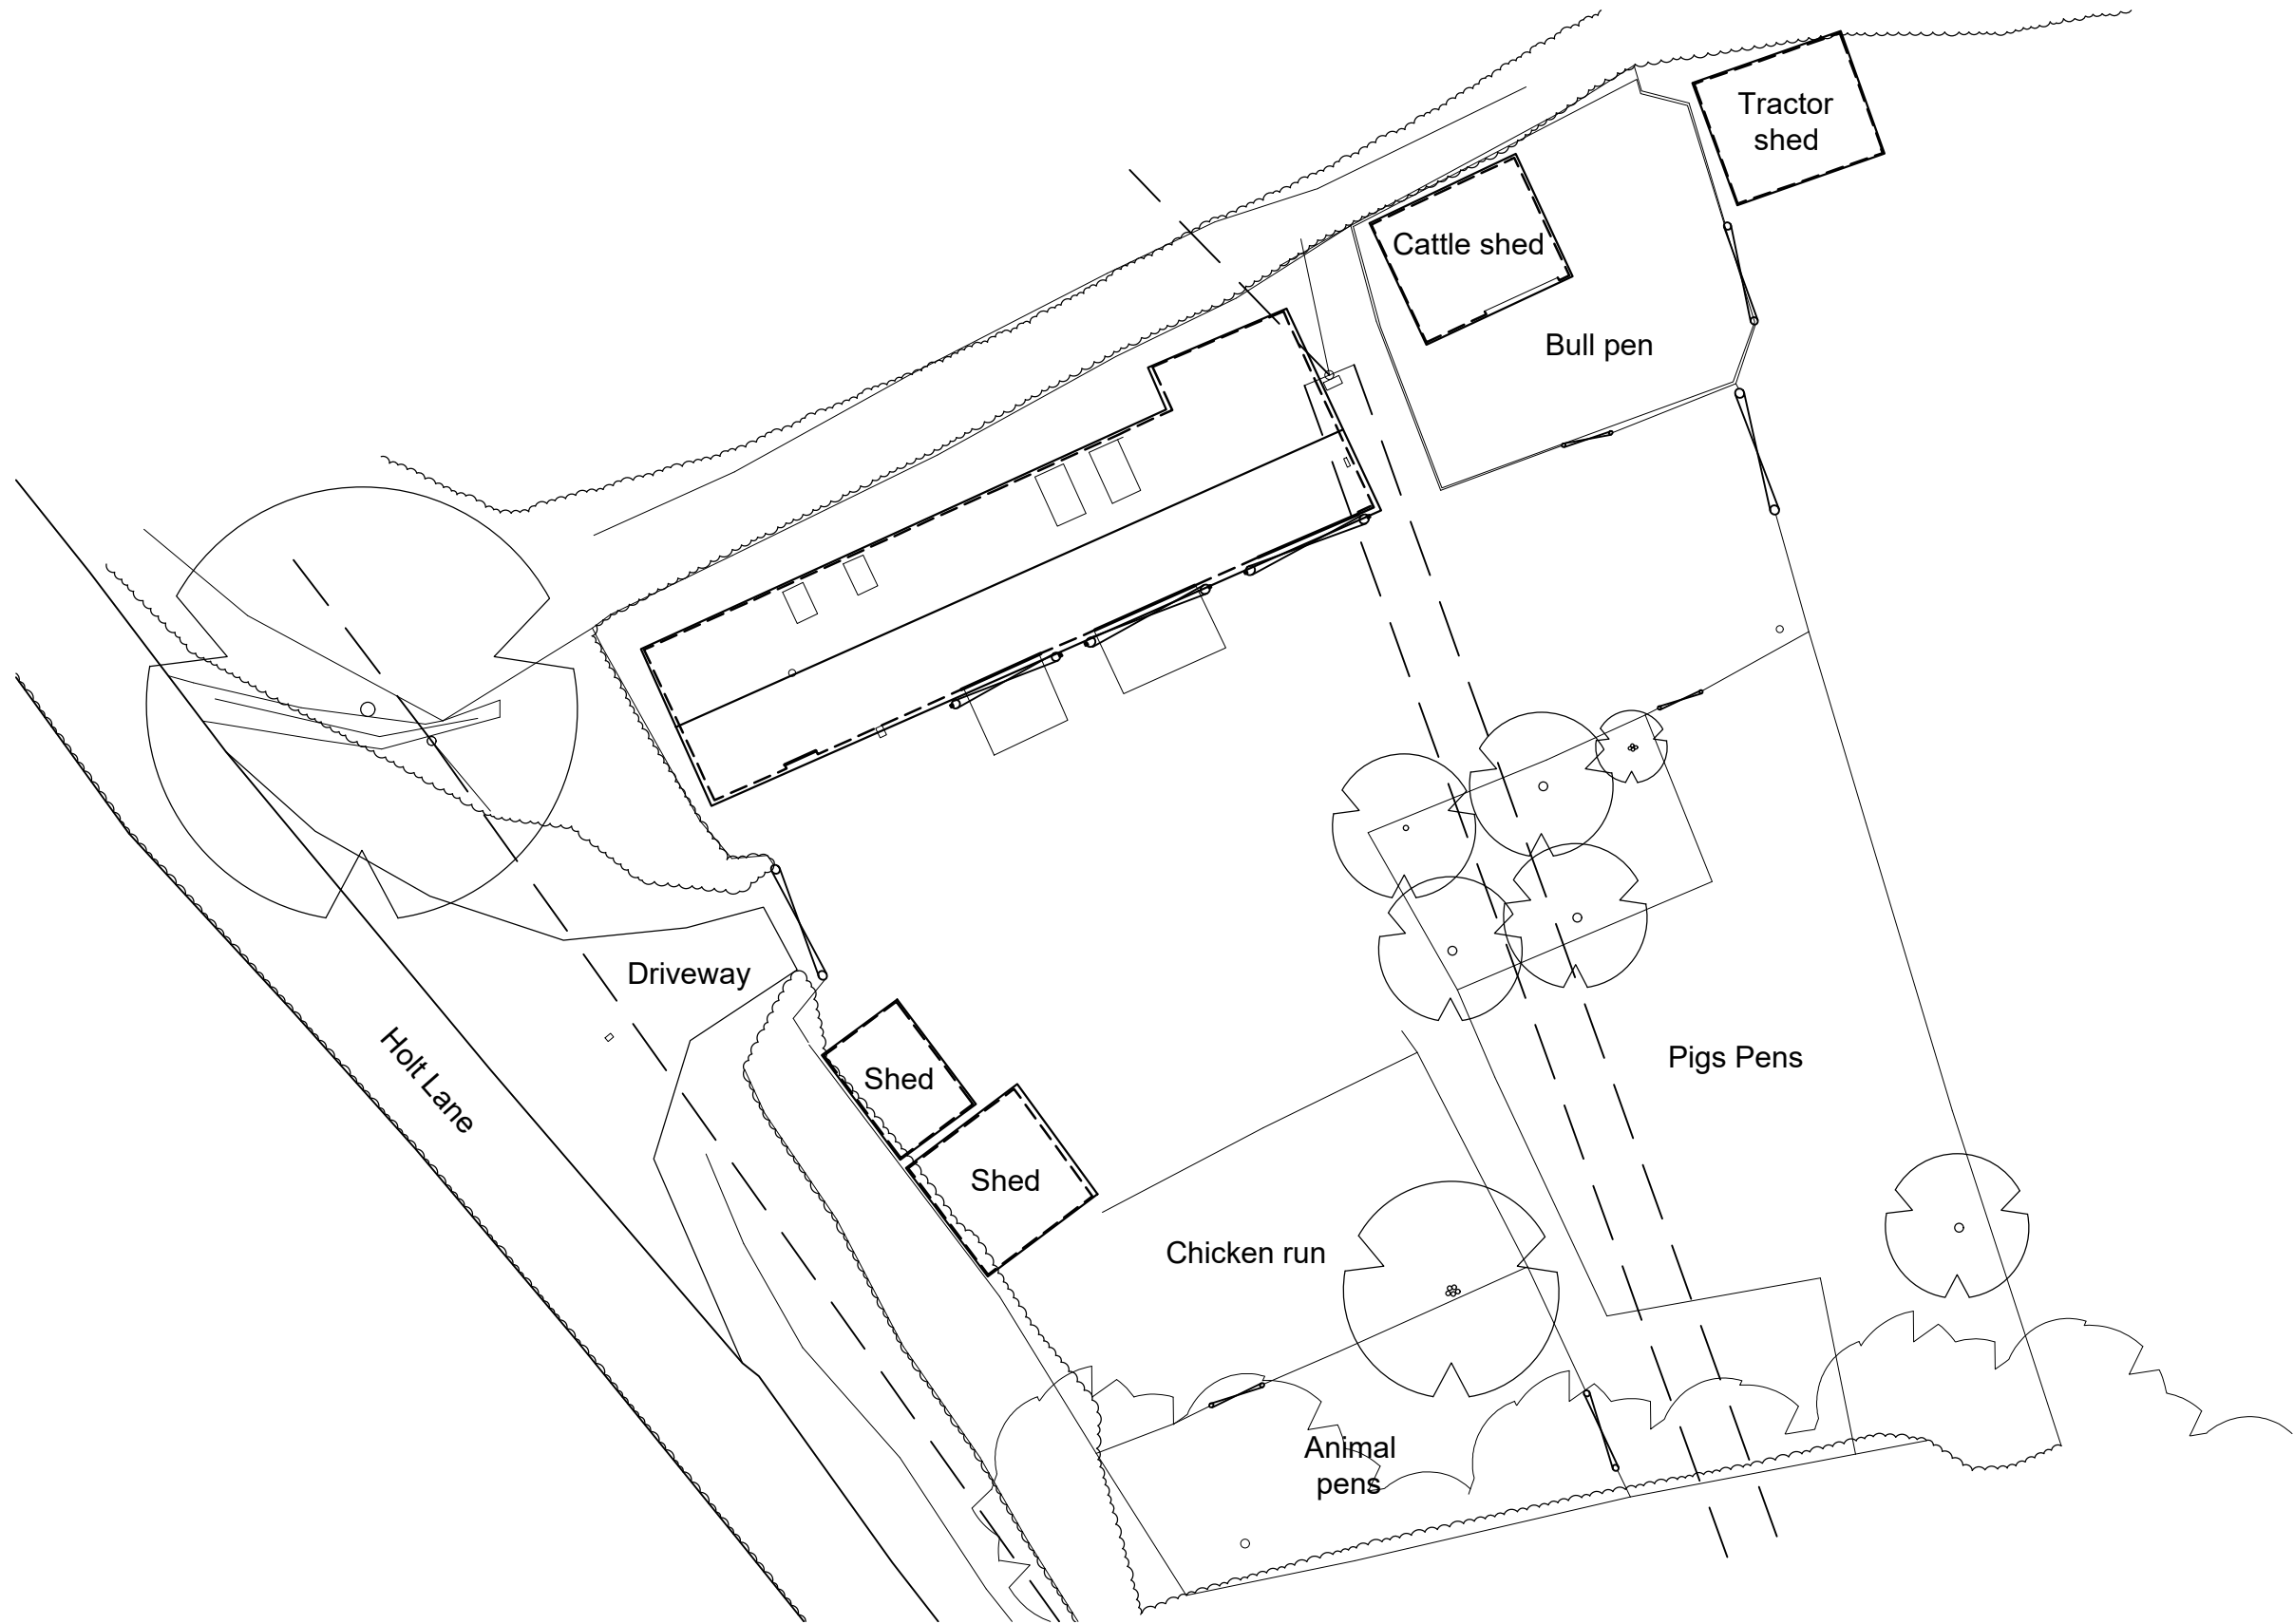 Tractor
shed
Cattle shed
Bull pen
Driveway
Holt Lane
Shed
Pigs Pens
Shed
Chicken run
Animal
pens